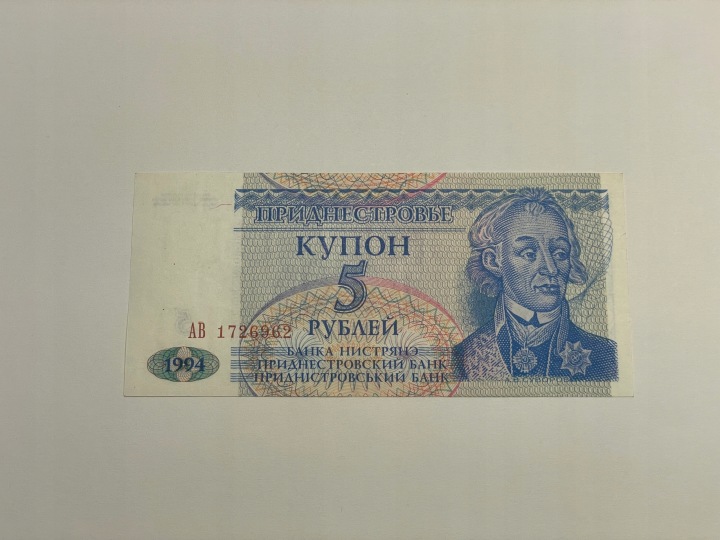 ПРИДНЕСТРОВЬЕ
КУПОН
5
РУБЛЕЙ
АВ 1726962
1994
БАНКА НИСТРЯНЭ
ПРИДНЕСТРОВСКИЙ БАНК
ПРИДНІСТРОВСЬКИЙ БАНК